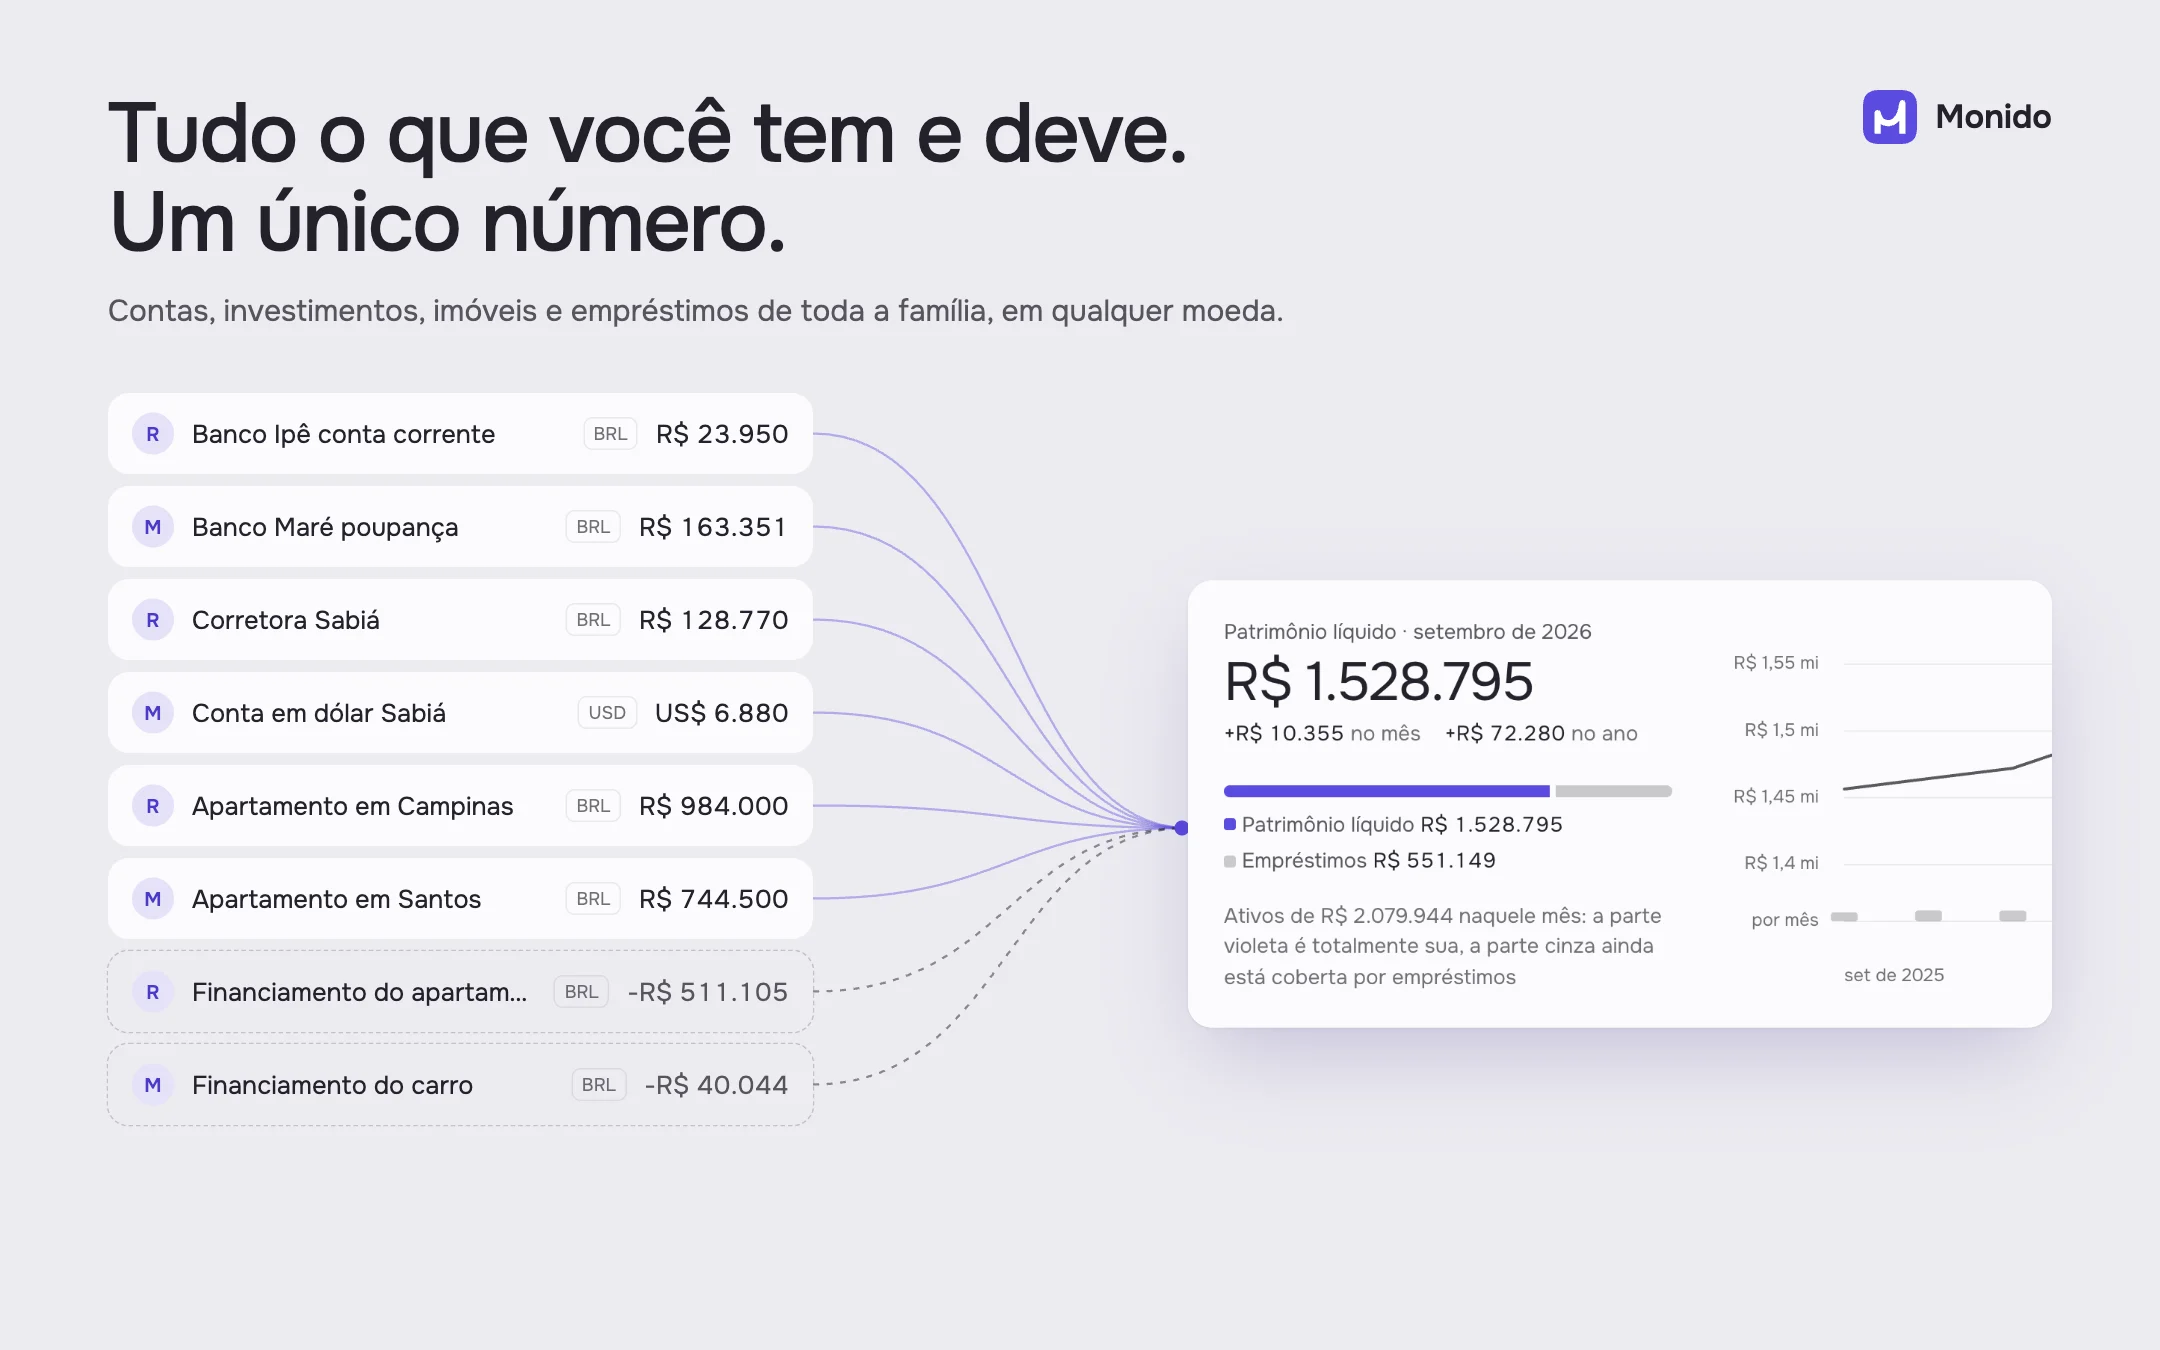 Tudo o que você tem e deve.
Um único número.
Monido
Contas, investimentos, imóveis e empréstimos de toda a família, em qualquer moeda.
R Banco Ipê conta corrente BRL R$ 23.950
M Banco Maré poupança BRL R$ 163.351
R Corretora Sabiá BRL R$ 128.770
M Conta em dólar Sabiá USD US$ 6.880
R Apartamento em Campinas BRL R$ 984.000
M Apartamento em Santos BRL R$ 744.500
R Financiamento do apartam... BRL -R$ 511.105
M Financiamento do carro BRL -R$ 40.044
Patrimônio líquido · setembro de 2026
R$ 1.528.795
+R$ 10.355 no mês +R$ 72.280 no ano
Patrimônio líquido R$ 1.528.795
Empréstimos R$ 551.149
Ativos de R$ 2.079.944 naquele mês: a parte
violeta é totalmente sua, a parte cinza ainda
está coberta por empréstimos
R$ 1,55 mi
R$ 1,5 mi
R$ 1,45 mi
R$ 1,4 mi
por mês
set de 2025